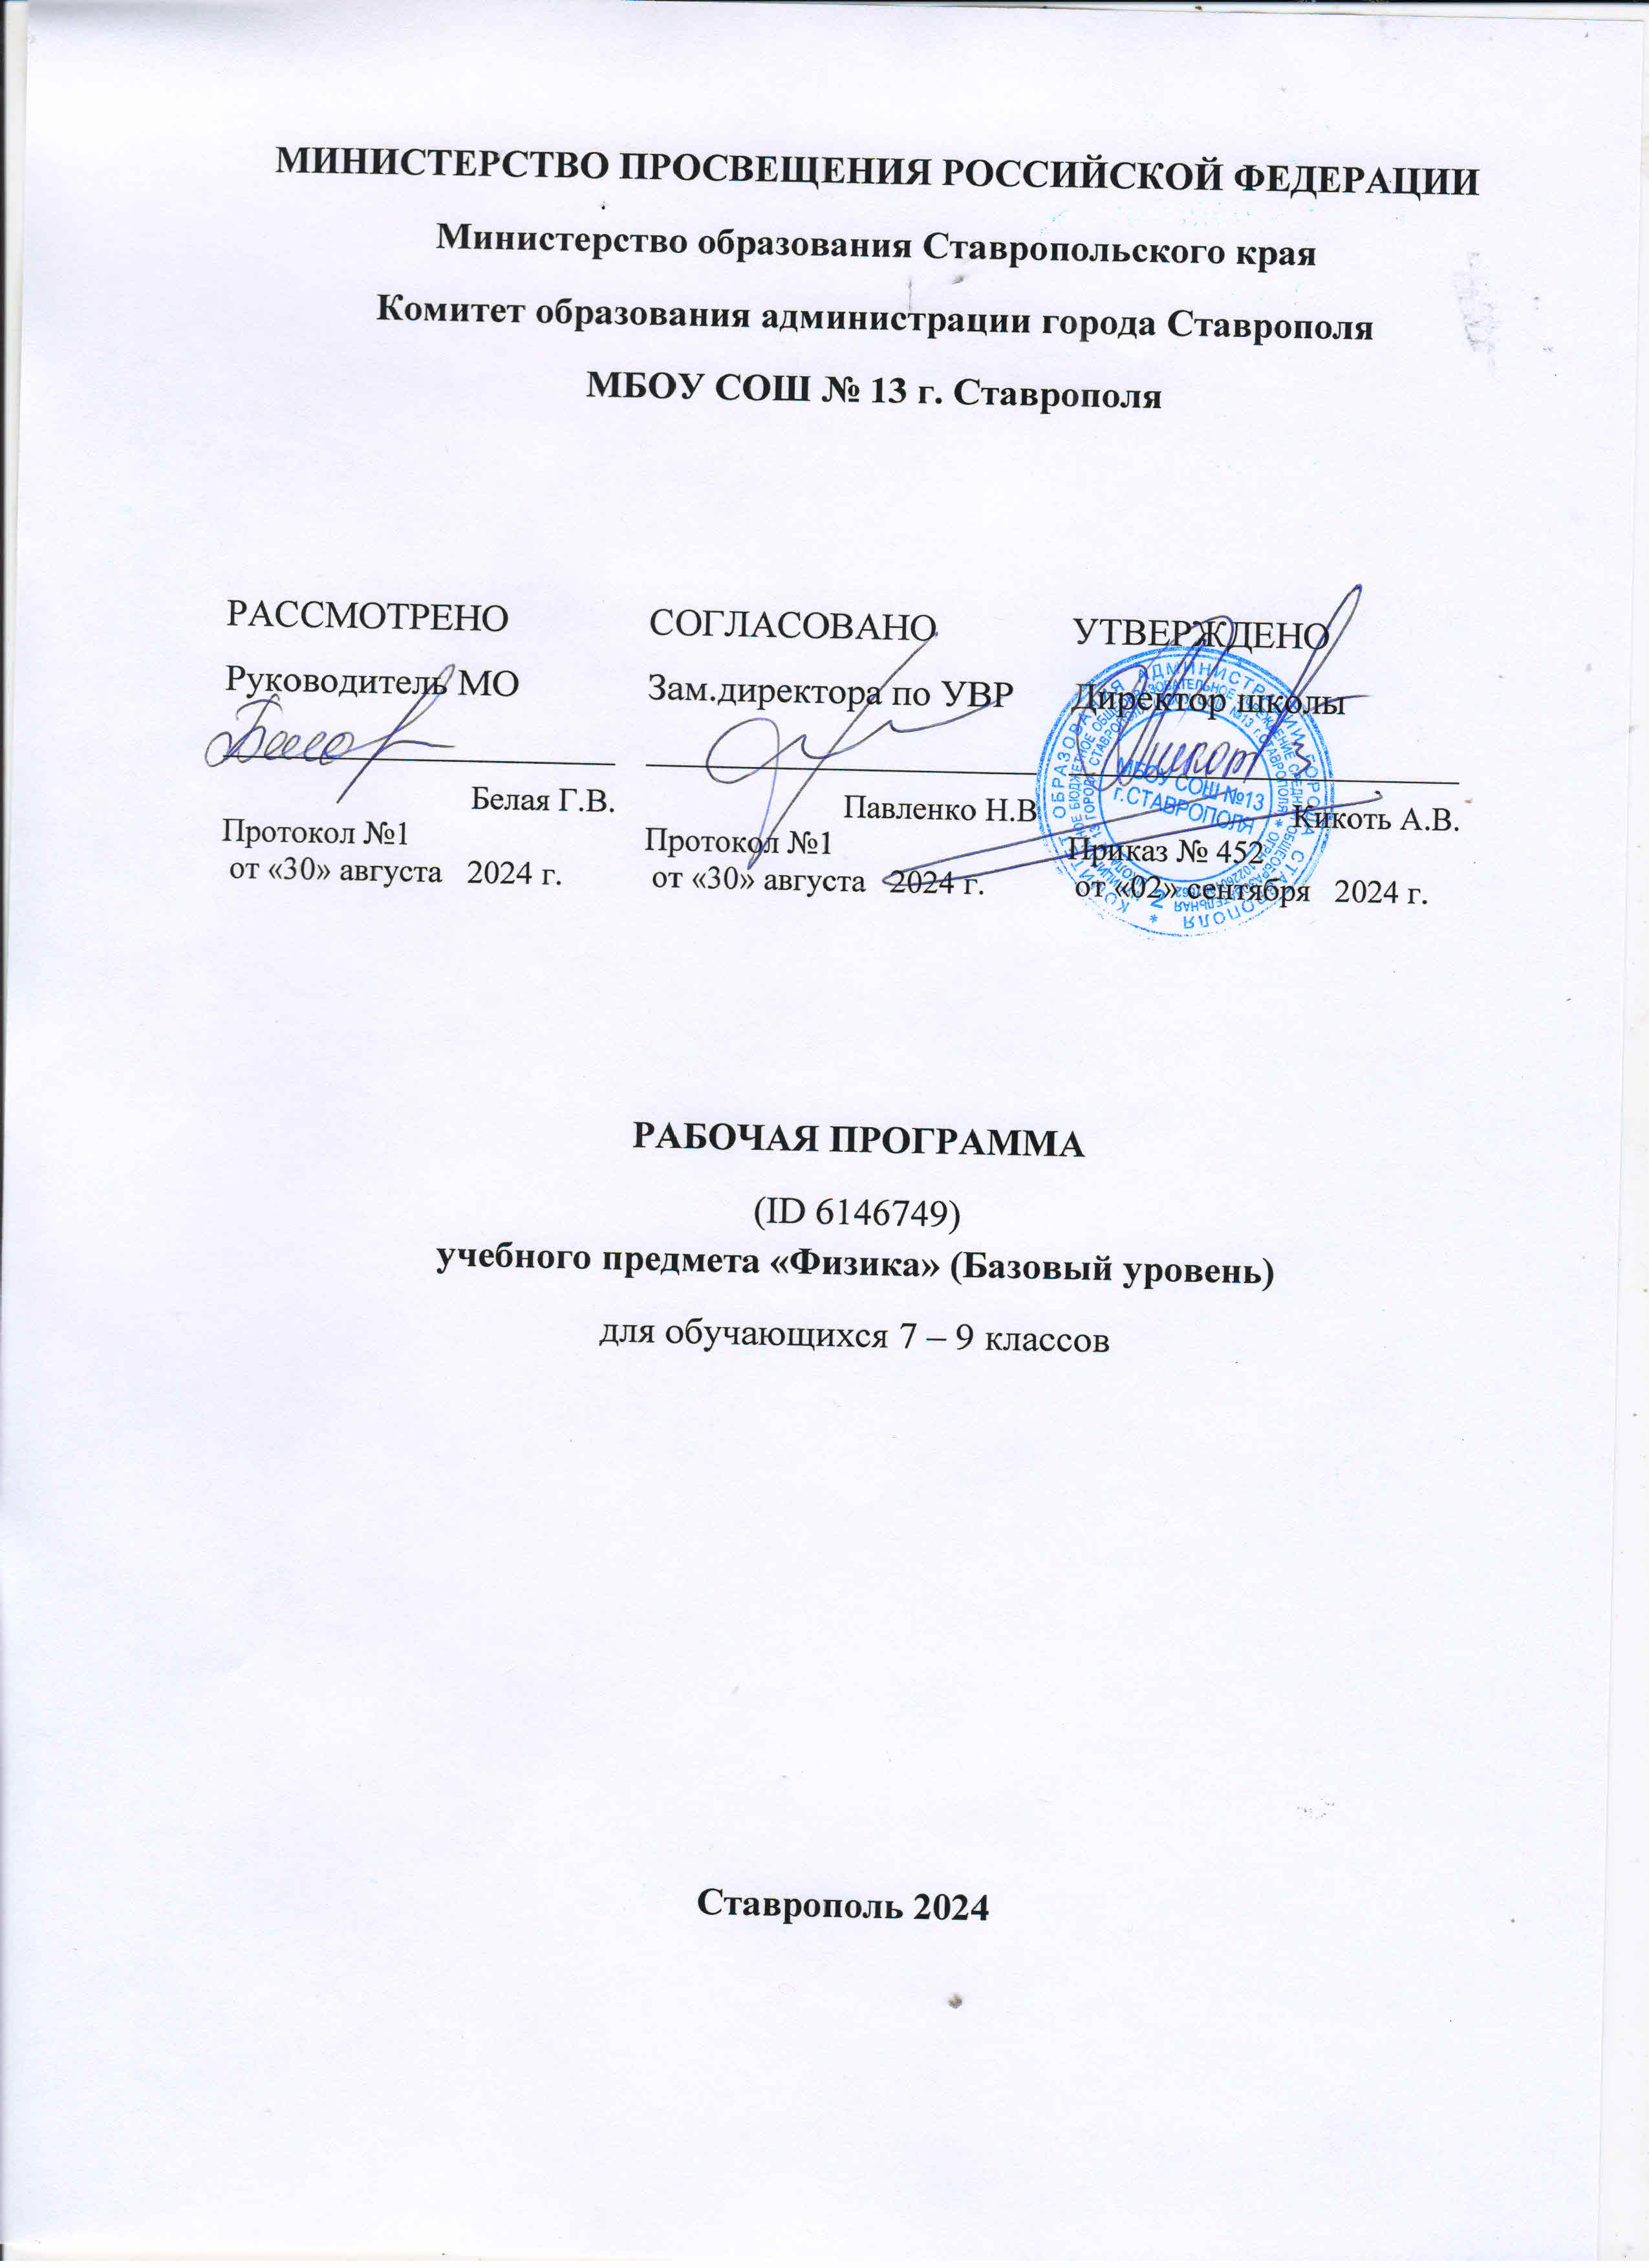 МИНИСТЕРСТВО ПРОСВЕЩЕНИЯ РОССИЙСКОЙ ФЕДЕРАЦИИ
Министерство образования Ставропольского края
Комитет образования администрации города Ставрополя
МБОУ СОШ № 13 г. Ставрополя
РАССМОТРЕНО
Руководитель МО
Белая Г.В.
Протокол №1
от «30» августа 2024 г.
СОГЛАСОВАНО
Зам.директора по УВР
Павленко Н.В
Протокол №1
от «30» августа 2024 г.
УТВЕРЖДЕНО
Директор школы
Кикоть А.В.
Приказ № 452
от «02» сентября 2024 г.
МБОУ СОШ №13
г.СТАВРОПОЛЯ
РАБОЧАЯ ПРОГРАММА
(ID 6146749)
учебного предмета «Физика» (Базовый уровень)
для обучающихся 7 – 9 классов
Ставрополь 2024